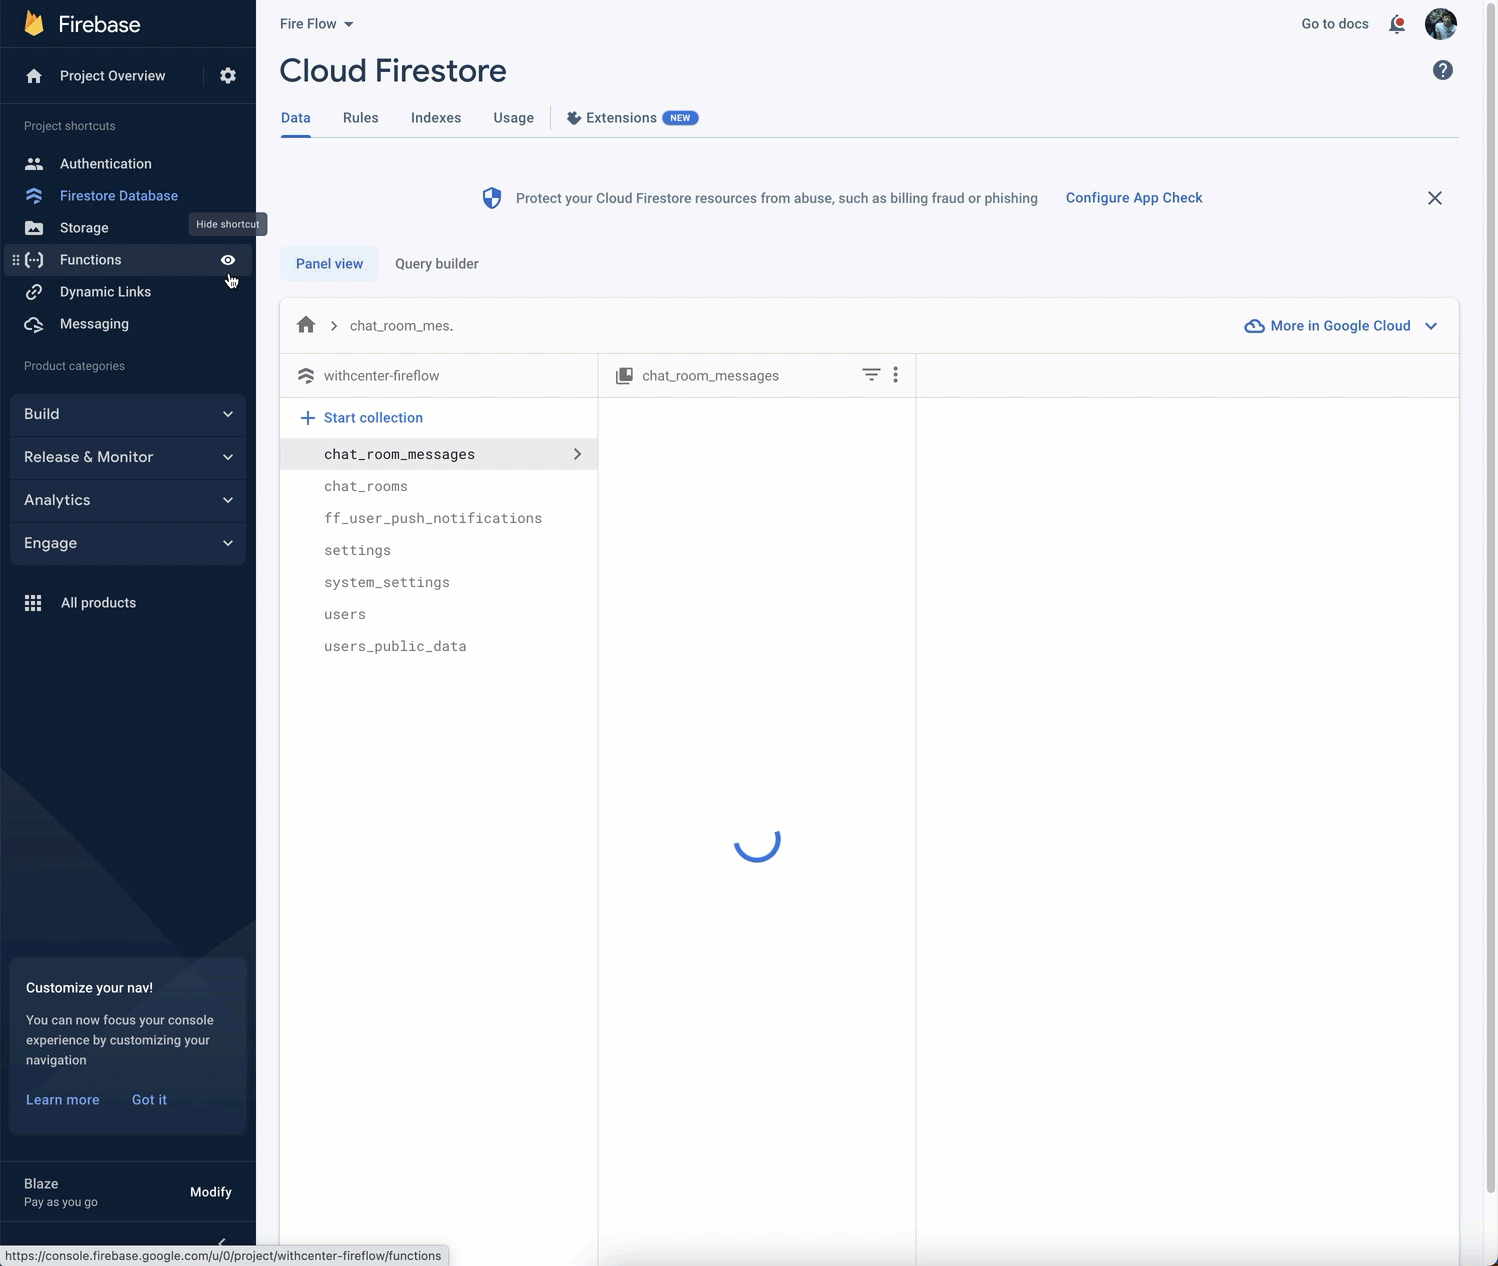 Firebase
Project Overview
Project shortcuts
Authentication
Firestore Database
Storage
Hide shortcut
Functions
Dynamic Links
Messaging
Product categories
Build
Release & Monitor
Analytics
Engage
All products
Customize your nav!
You can now focus your console
experience by customizing your
navigation
Learn more Got it
Blaze
Pay as you go
Modify
https://console.firebase.google.com/u/0/project/withcenter-fireflow/functions
Fire Flow
Go to docs
Cloud Firestore
Data Rules Indexes Usage Extensions NEW
Protect your Cloud Firestore resources from abuse, such as billing fraud or phishing Configure App Check
Panel view Query builder
chat_room_mes.
More in Google Cloud
withcenter-fireflow
chat_room_messages
Start collection
chat_room_messages
chat_rooms
ff_user_push_notifications
settings
system_settings
users
users_public_data